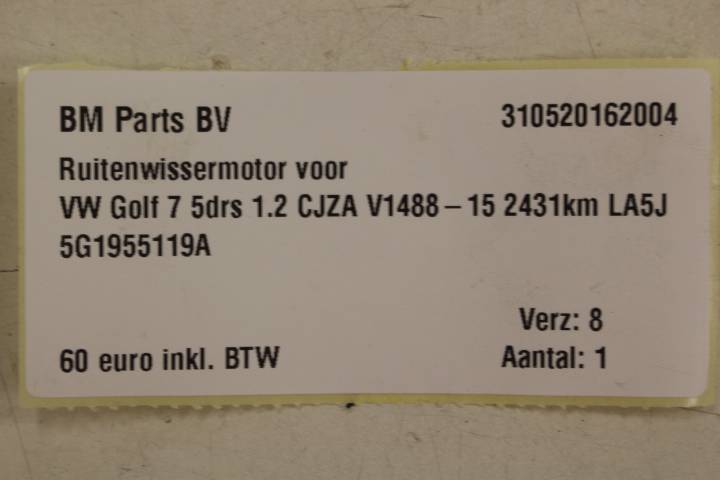 BM Parts BV 310520162004
Ruitenwissermotor voor
VW Golf 7 5drs 1.2 CJZA V1488 – 15 2431km LA5J
5G1955119A
Verz: 8
60 euro inkl. BTW Aantal: 1